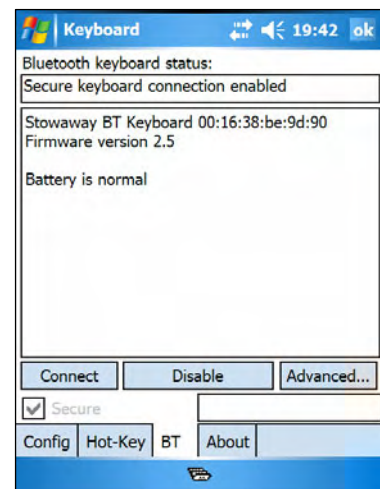 Keyboard 19:42 ok
Bluetooth keyboard status:
Secure keyboard connection enabled
Stowaway BT Keyboard 00:16:38:be:9d:90
Firmware version 2.5
Battery is normal
Connect Disable Advanced...
Secure
Config Hot-Key BT About